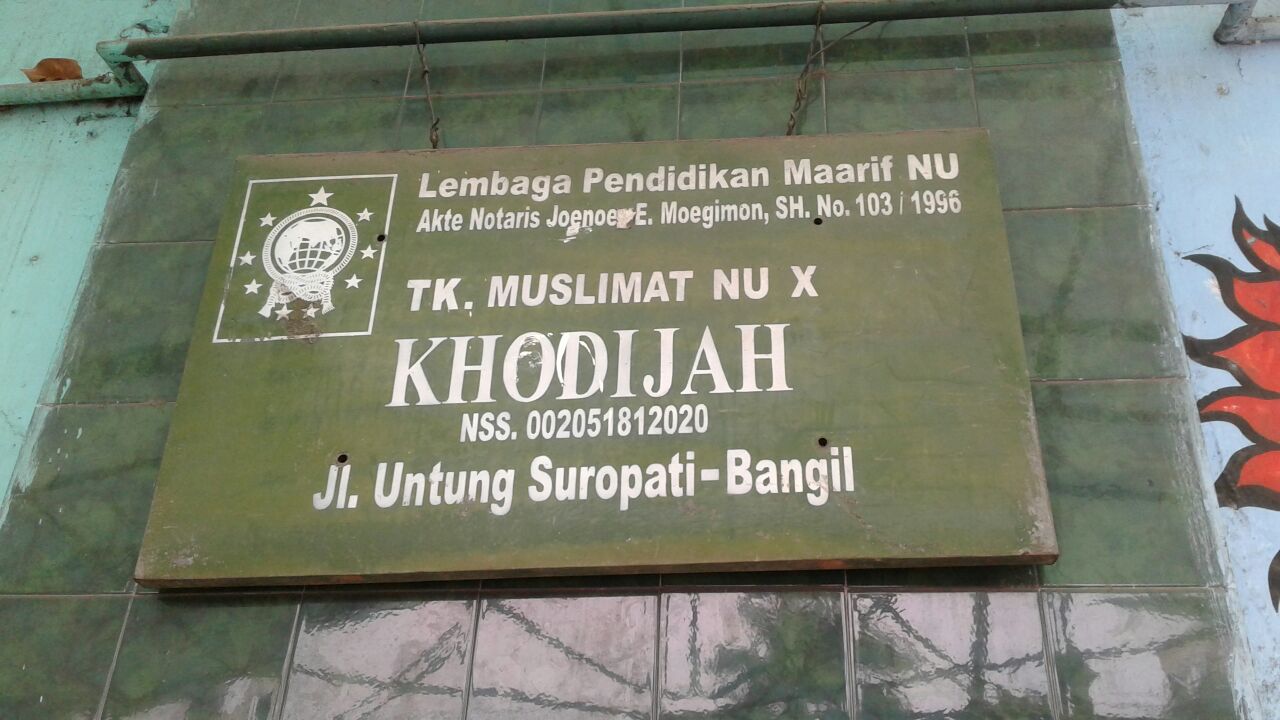 Lembaga Pendidikan Maarif NU
Akte Notaris Joenoes E. Moegimon, SH. No. 103 / 1996
TK. MUSLIMAT NU X
KHODIJAH
NSS. 002051812020
Jl. Untung Suropati-Bangil